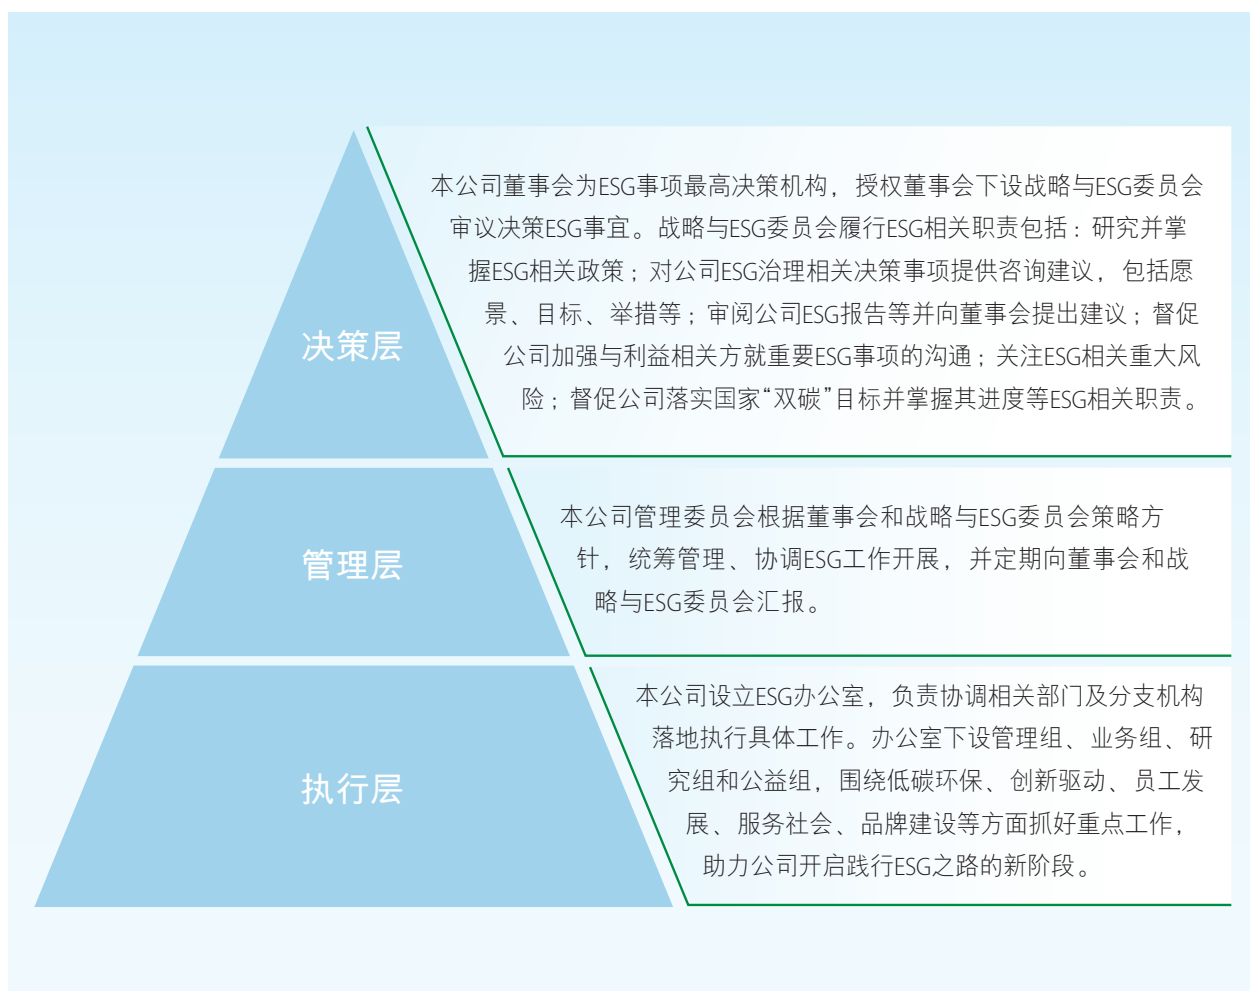 决策层
本公司董事会为ESG事项最高决策机构，授权董事会下设战略与ESG委员会
审议决策ESG事宜。战略与ESG委员会履行ESG相关职责包括：研究并掌
握ESG相关政策；对公司ESG治理相关决策事项提供咨询建议，包括愿
景、目标、举措等；审阅公司ESG报告等并向董事会提出建议；督促
公司加强与利益相关方就重要ESG事项的沟通；关注ESG相关重大风
险；督促公司落实国家“双碳”目标并掌握其进度等ESG相关职责。
管理层
本公司管理委员会根据董事会和战略与ESG委员会策略方
针，统筹管理、协调ESG工作开展，并定期向董事会和战
略与ESG委员会汇报。
执行层
本公司设立ESG办公室，负责协调相关部门及分支机构
落地执行具体工作。办公室下设管理组、业务组、研
究组和公益组，围绕低碳环保、创新驱动、员工发
展、服务社会、品牌建设等方面抓好重点工作，
助力公司开启践行ESG之路的新阶段。